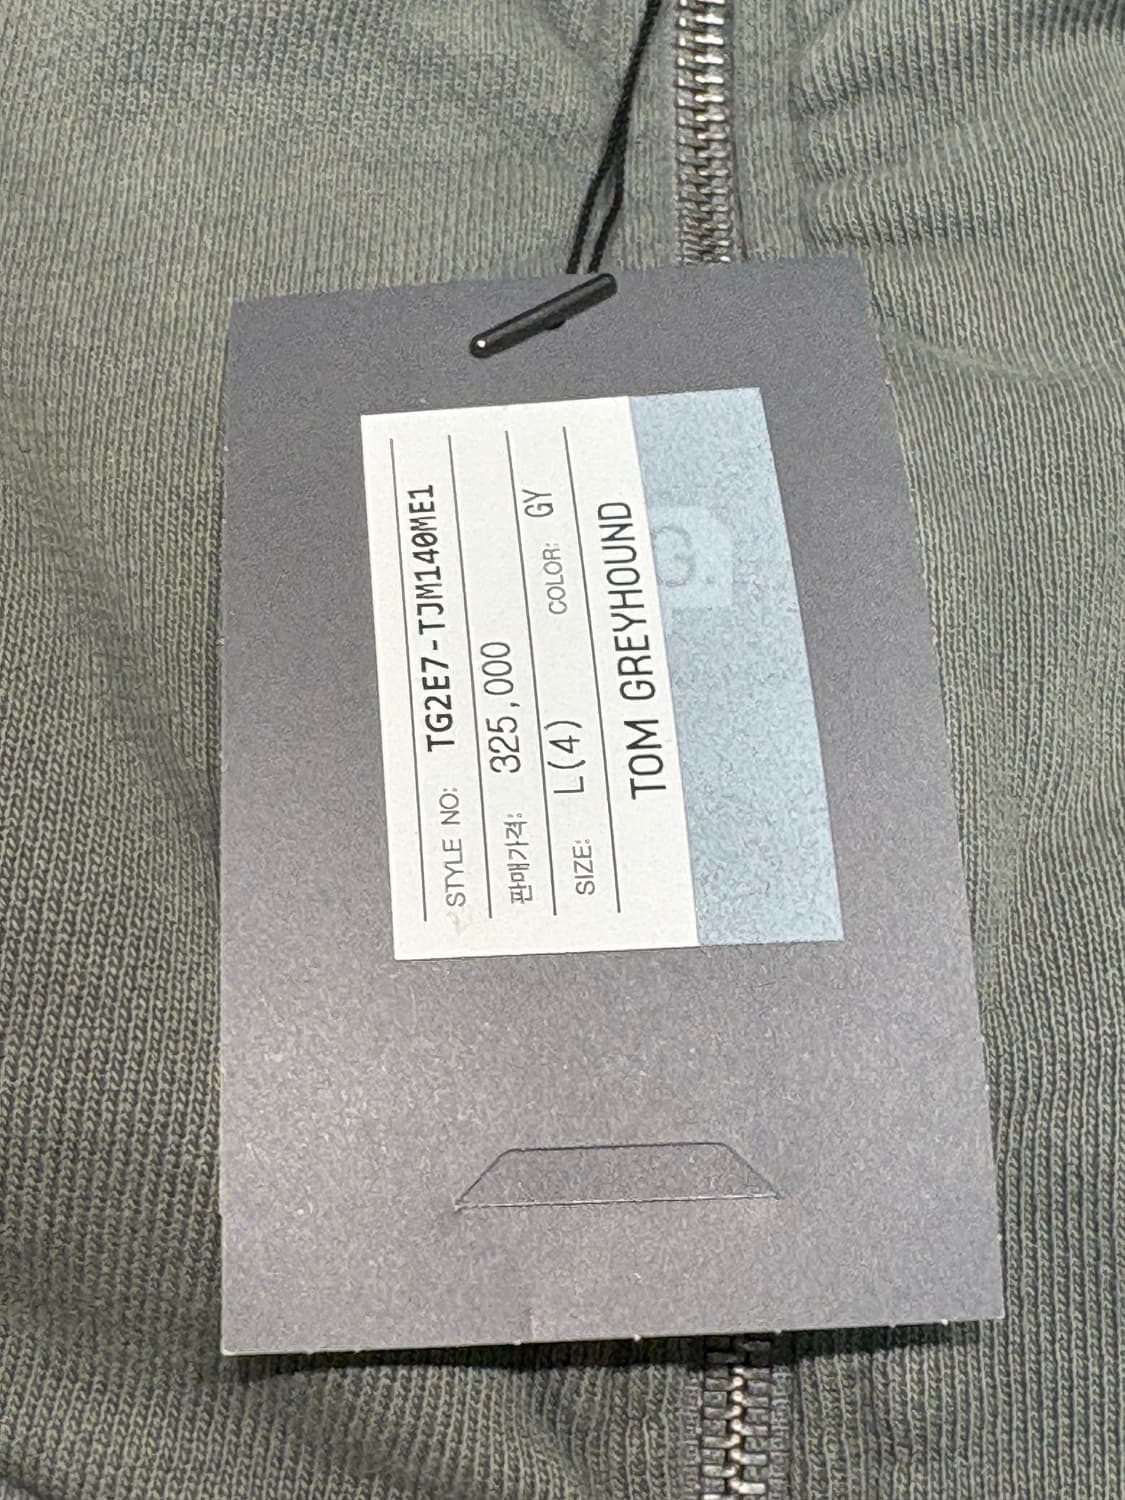 STYLE NO: TG2E7-TJM140ME1
판매가격: 325,000
SIZE: L(4) COLOR: GY
TOM GREYHOUND
G